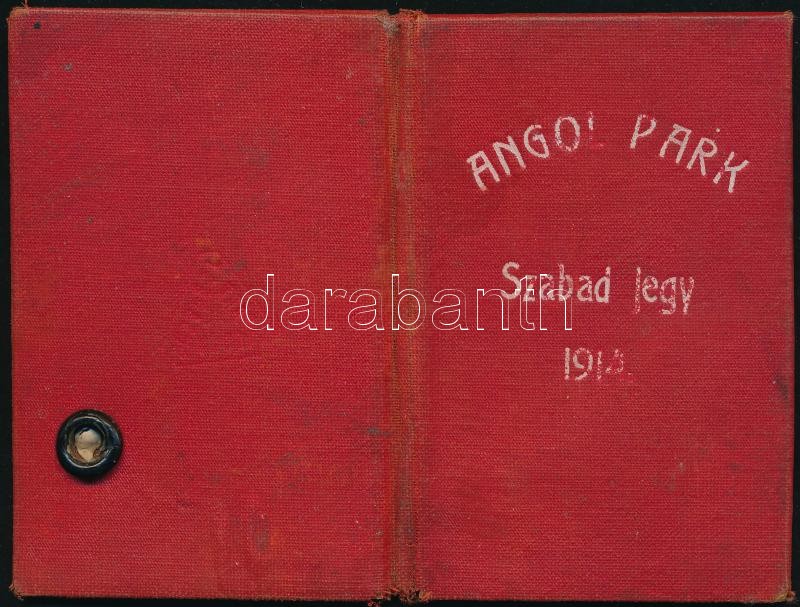 ANGOL PARK
Szabad Jegy
1914.
darabanth